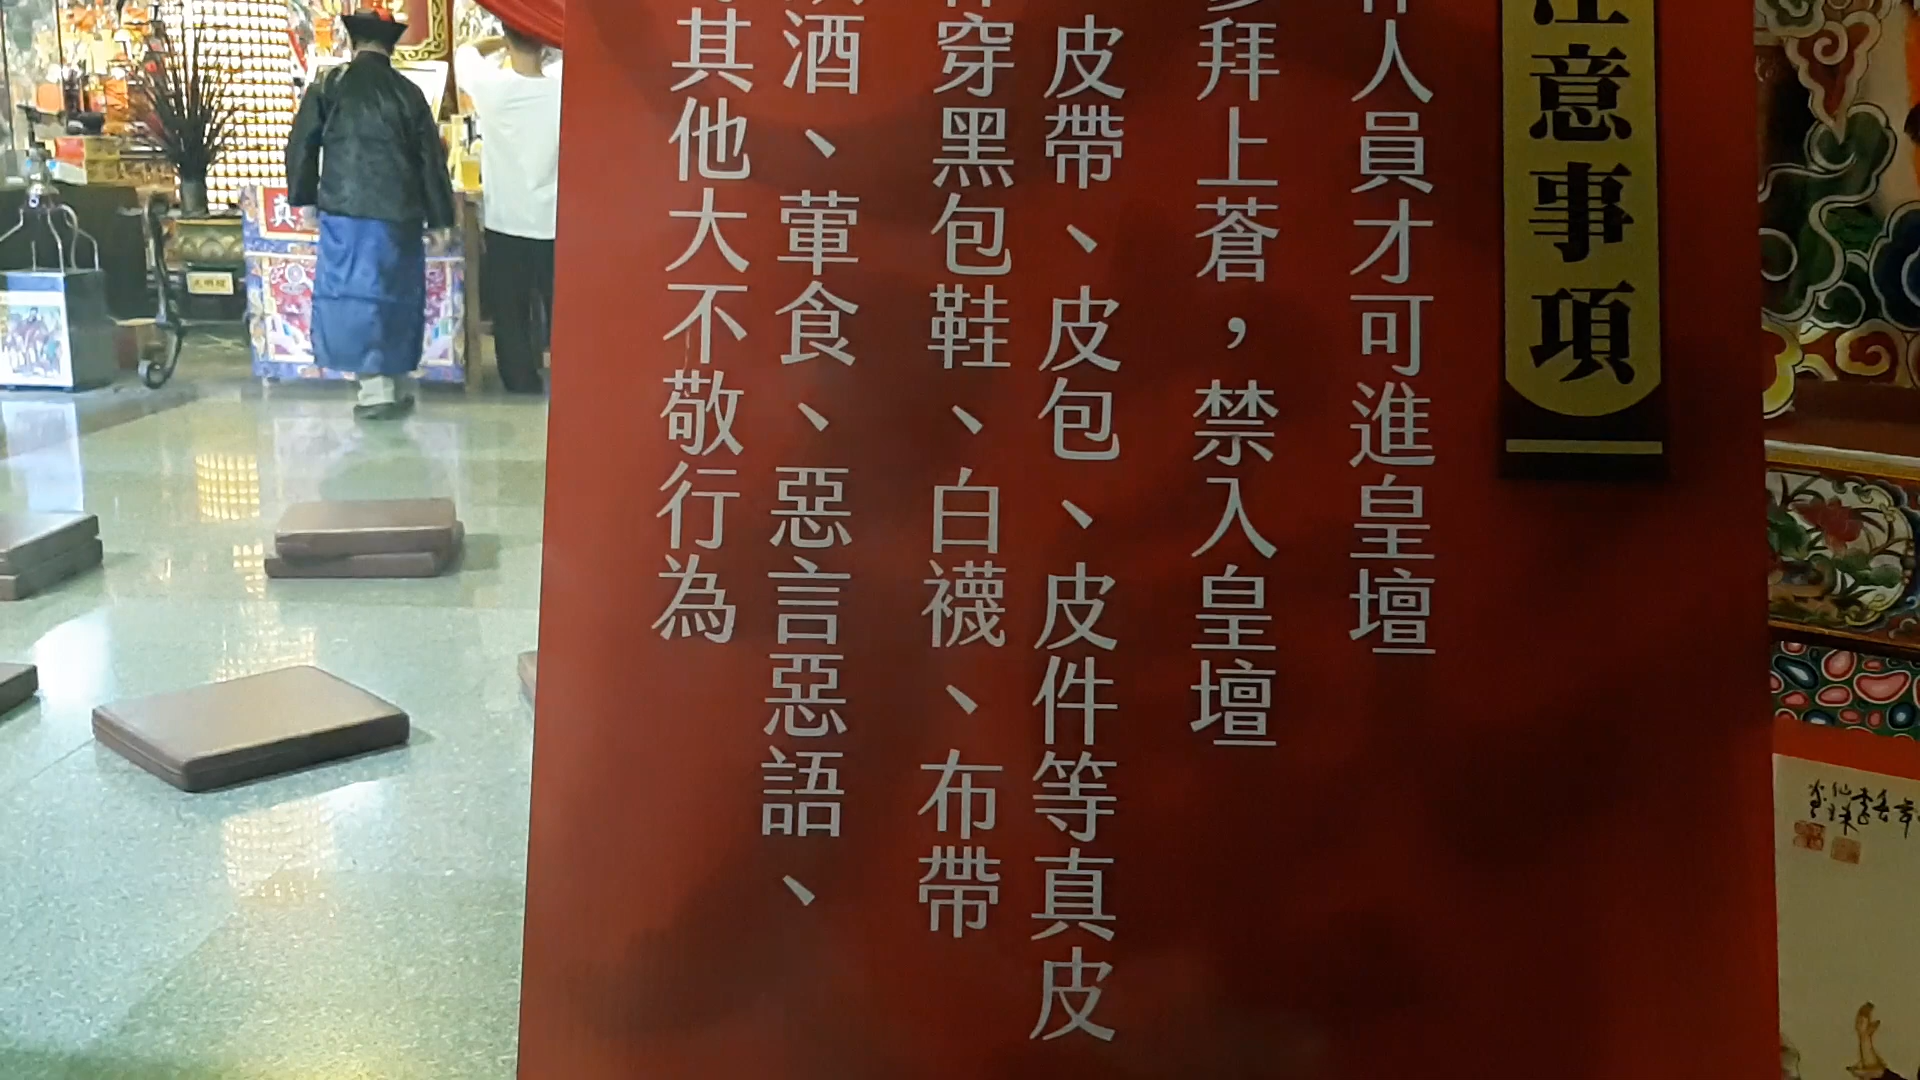 注意事項
人員才可進皇壇
拜上蒼，禁入皇壇
皮帶、皮包、皮件等真皮
穿黑包鞋、白襪、布帶
酒、葷食、惡言惡語、
其他大不敬行為
真